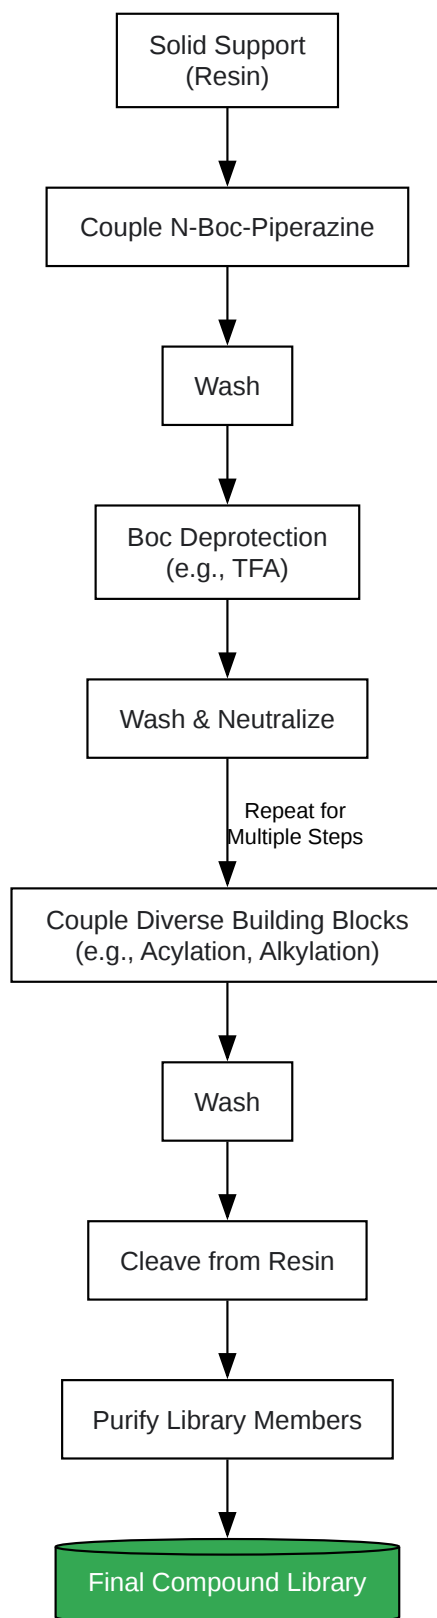 Solid Support
(Resin)
Couple N-Boc-Piperazine
Wash
Boc Deprotection
(e.g., TFA)
Wash & Neutralize
Repeat for
Multiple Steps
Couple Diverse Building Blocks
(e.g., Acylation, Alkylation)
Wash
Cleave from Resin
Purify Library Members
Final Compound Library